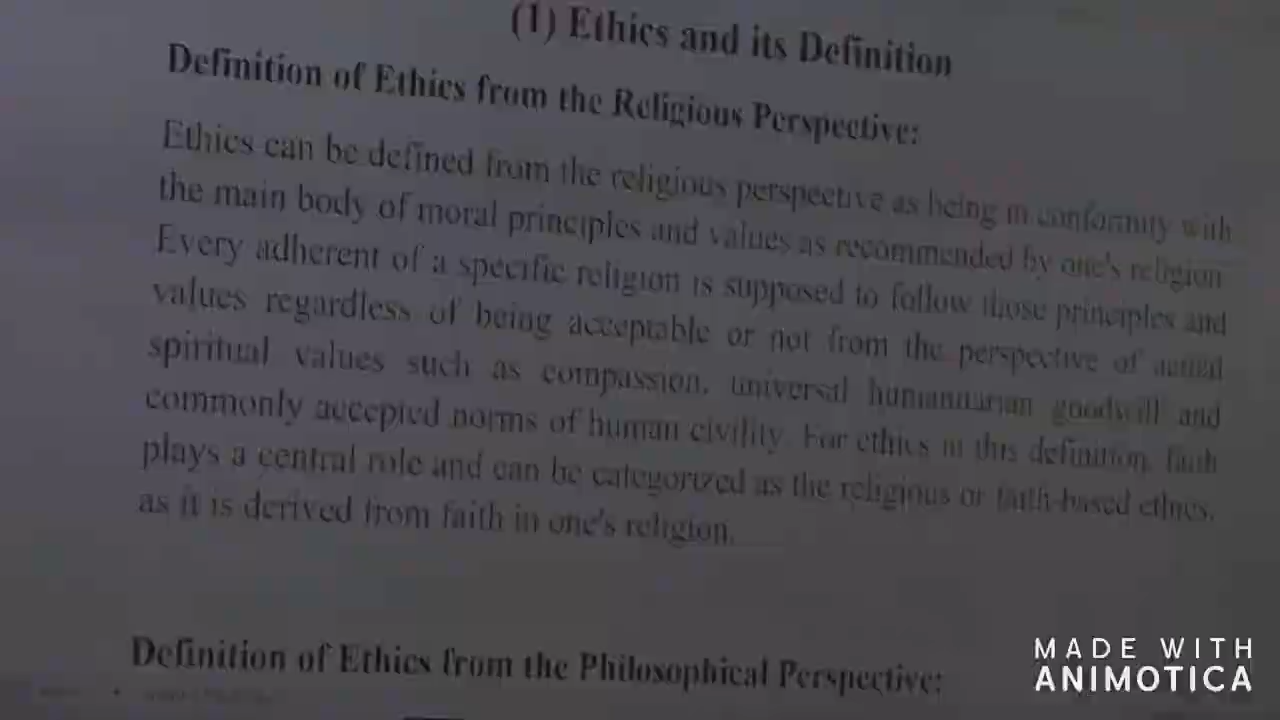 (1) Ethics and its Definition
Definition of Ethics from the Religious Perspective:
Ethics can be defined from the religious perspective as being in conformity with
the main body of moral principles and values as recommended by one's religion
Every adherent of a specific religion is supposed to follow those principles and
values regardless of being acceptable or not from the perspective of actual
spiritual values such as compassion, universal humanitarian goodwill and
commonly accepted norms of human civility. For ethics in this definition, faith
plays a central role and can be categorized as the religious or faith-based ethics,
as it is derived from faith in one's religion.
Definition of Ethics from the Philosophical Perspective:
MADE WITH
ANIMOTICA